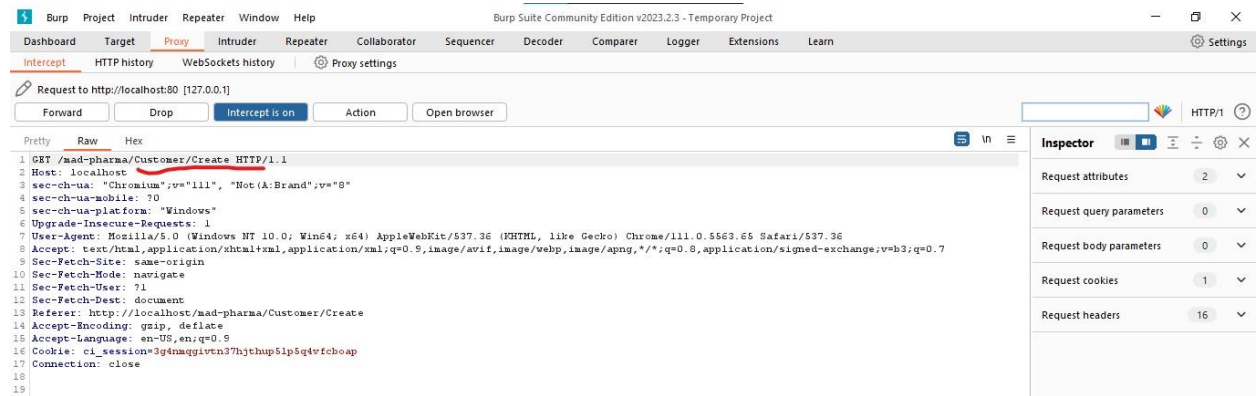 Burp Project Intruder Repeater Window Help Burp Suite Community Edition v2023.2.3 - Temporary Project
Dashboard Target Proxy Intruder Repeater Collaborator Sequencer Decoder Comparer Logger Extensions Learn Settings
Intercept HTTP history WebSockets history Proxy settings
Request to http://localhost:80 [127.0.0.1]
Forward Drop Intercept is on Action Open browser HTTP/1
Pretty Raw Hex \n
Inspector
1 GET /mad-pharma/Customer/Create HTTP/1.1
2 Host: localhost
3 sec-ch-ua: "Chromium";v="111", "Not(A:Brand";v="8"
4 sec-ch-ua-mobile: ?0
5 sec-ch-ua-platform: "Windows"
6 Upgrade-Insecure-Requests: 1
7 User-Agent: Mozilla/5.0 (Windows NT 10.0; Win64; x64) AppleWebKit/537.36 (KHTML, like Gecko) Chrome/111.0.5563.65 Safari/537.36
8 Accept: text/html,application/xhtml+xml,application/xml;q=0.9,image/avif,image/webp,image/apng,*/*;q=0.8,application/signed-exchange;v=b3;q=0.7
9 Sec-Fetch-Site: same-origin
10 Sec-Fetch-Mode: navigate
11 Sec-Fetch-User: ?1
12 Sec-Fetch-Dest: document
13 Referer: http://localhost/mad-pharma/Customer/Create
14 Accept-Encoding: gzip, deflate
15 Accept-Language: en-US,en;q=0.9
16 Cookie: ci_session=3g4nmqgivtn37hjthup5lp5q4vfcboap
17 Connection: close
18
19
Request attributes 2
Request query parameters 0
Request body parameters 0
Request cookies 1
Request headers 16